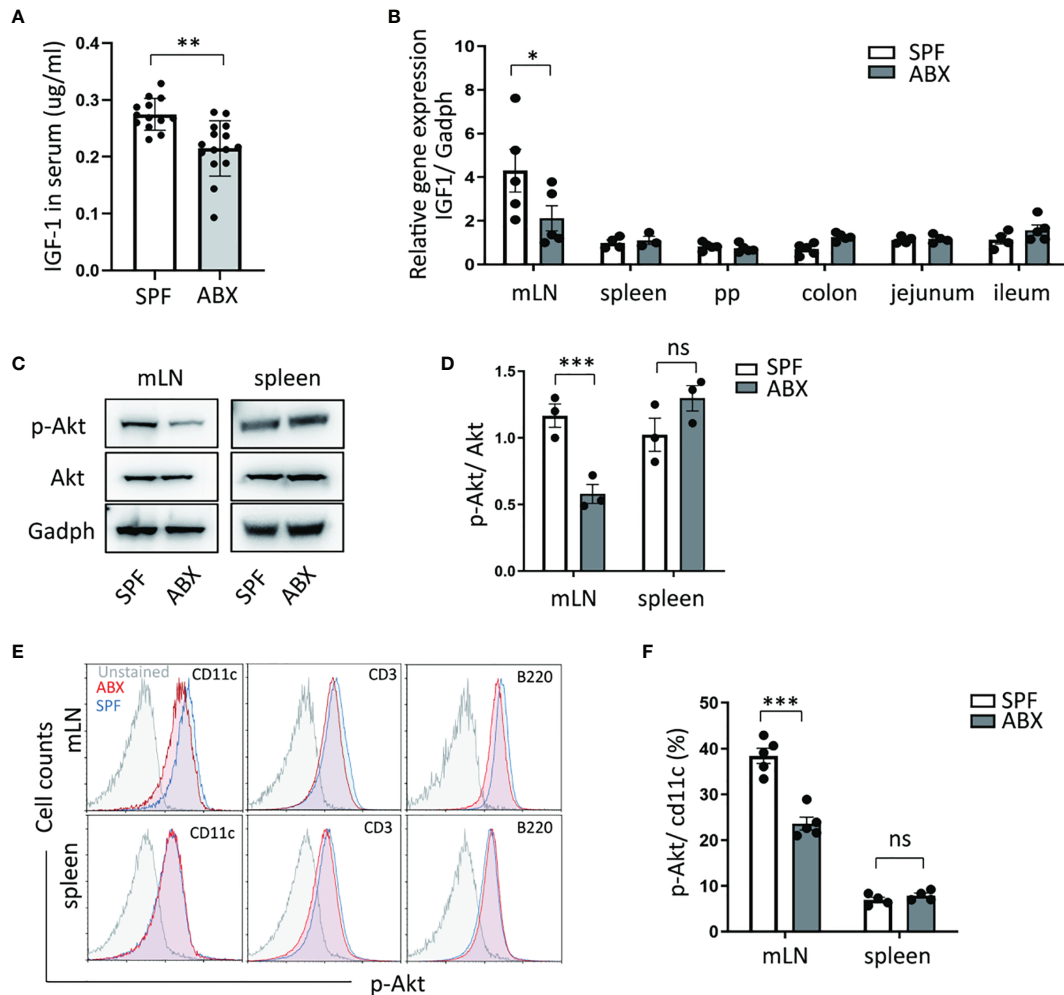 A
IGF-1 in serum (ug/ml)
0.4
0.3
0.2
0.1
0.0
**
SPF
ABX
B
Relative gene expression
IGF1/ Gadph
10
8
6
4
2
0
*
SPF
ABX
mLN
spleen
pp
colon
jejunum
ileum
C
mLN
spleen
p-Akt
Akt
Gadph
SPF
ABX
SPF
ABX
D
p-Akt/ Akt
1.5
1.0
0.5
0.0
***
ns
SPF
ABX
mLN
spleen
E
Cell counts
mLN
spleen
Unstained
ABX
SPF
CD11c
CD3
B220
CD11c
CD3
B220
p-Akt
F
p-Akt/ cd11c (%)
50
40
30
20
10
0
***
ns
SPF
ABX
mLN
spleen